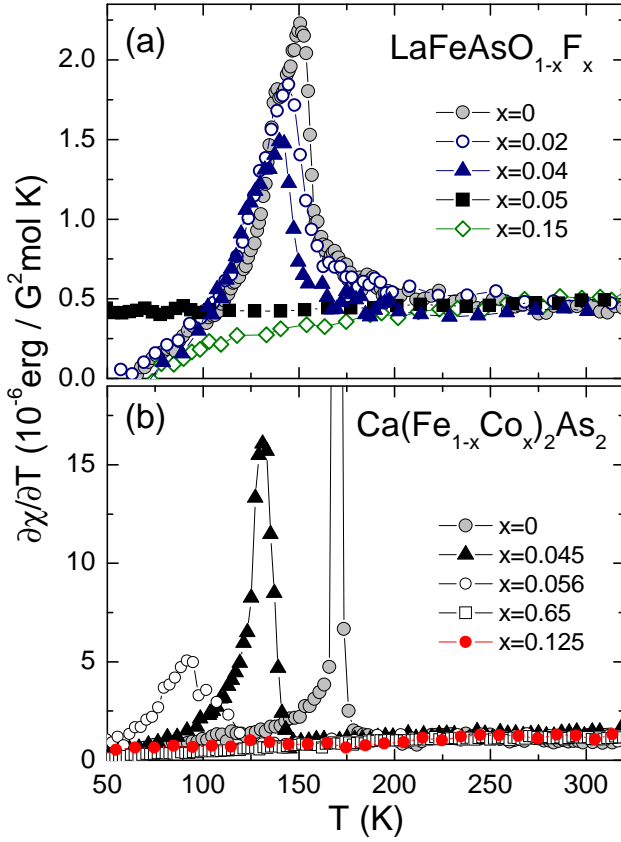 (a)
LaFeAsO₁₋ₓFₓ
x=0
x=0.02
x=0.04
x=0.05
x=0.15
2.0
1.5
1.0
0.5
0.0
(b)
Ca(Fe₁₋ₓCoₓ)₂As₂
x=0
x=0.045
x=0.056
x=0.65
x=0.125
15
10
5
0
50 100 150 200 250 300
T (K)
∂χ/∂T (10⁻⁶erg / G²mol K)